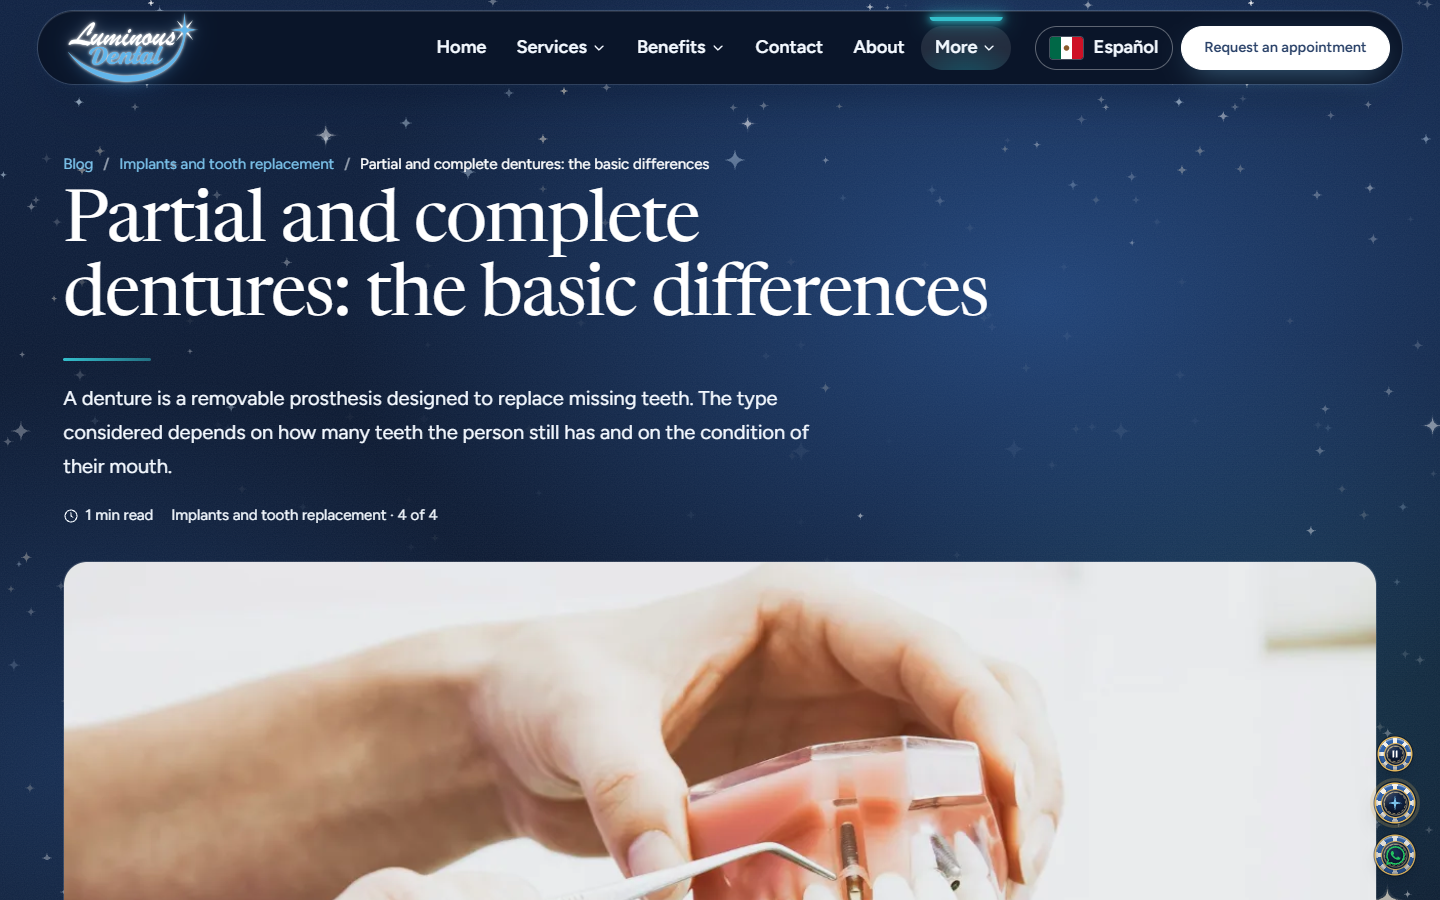 Luminous
Dental
Home
Services
Benefits
Contact
About
More
Español
Request an appointment
Blog / Implants and tooth replacement / Partial and complete dentures: the basic differences
Partial and complete
dentures: the basic differences
A denture is a removable prosthesis designed to replace missing teeth. The type
considered depends on how many teeth the person still has and on the condition of
their mouth.
1 min read Implants and tooth replacement · 4 of 4